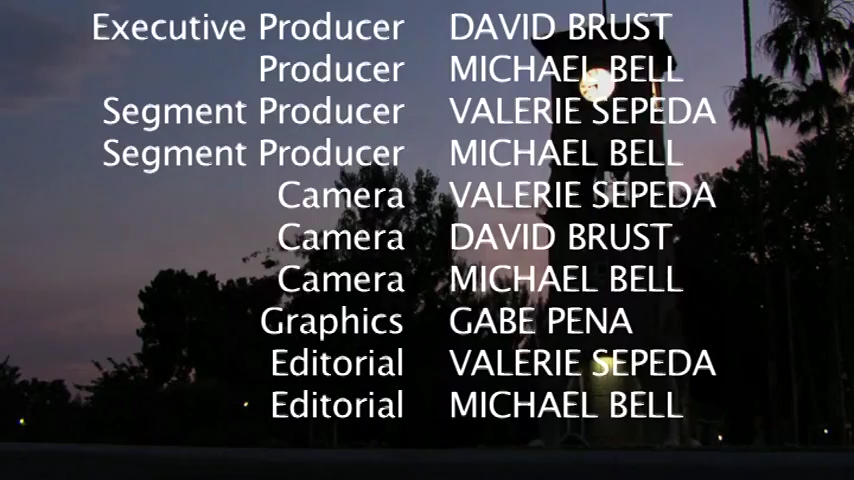 Executive Producer DAVID BRUST
Producer MICHAEL BELL
Segment Producer VALERIE SEPEDA
Segment Producer MICHAEL BELL
Camera VALERIE SEPEDA
Camera DAVID BRUST
Camera MICHAEL BELL
Graphics GABE PENA
Editorial VALERIE SEPEDA
Editorial MICHAEL BELL